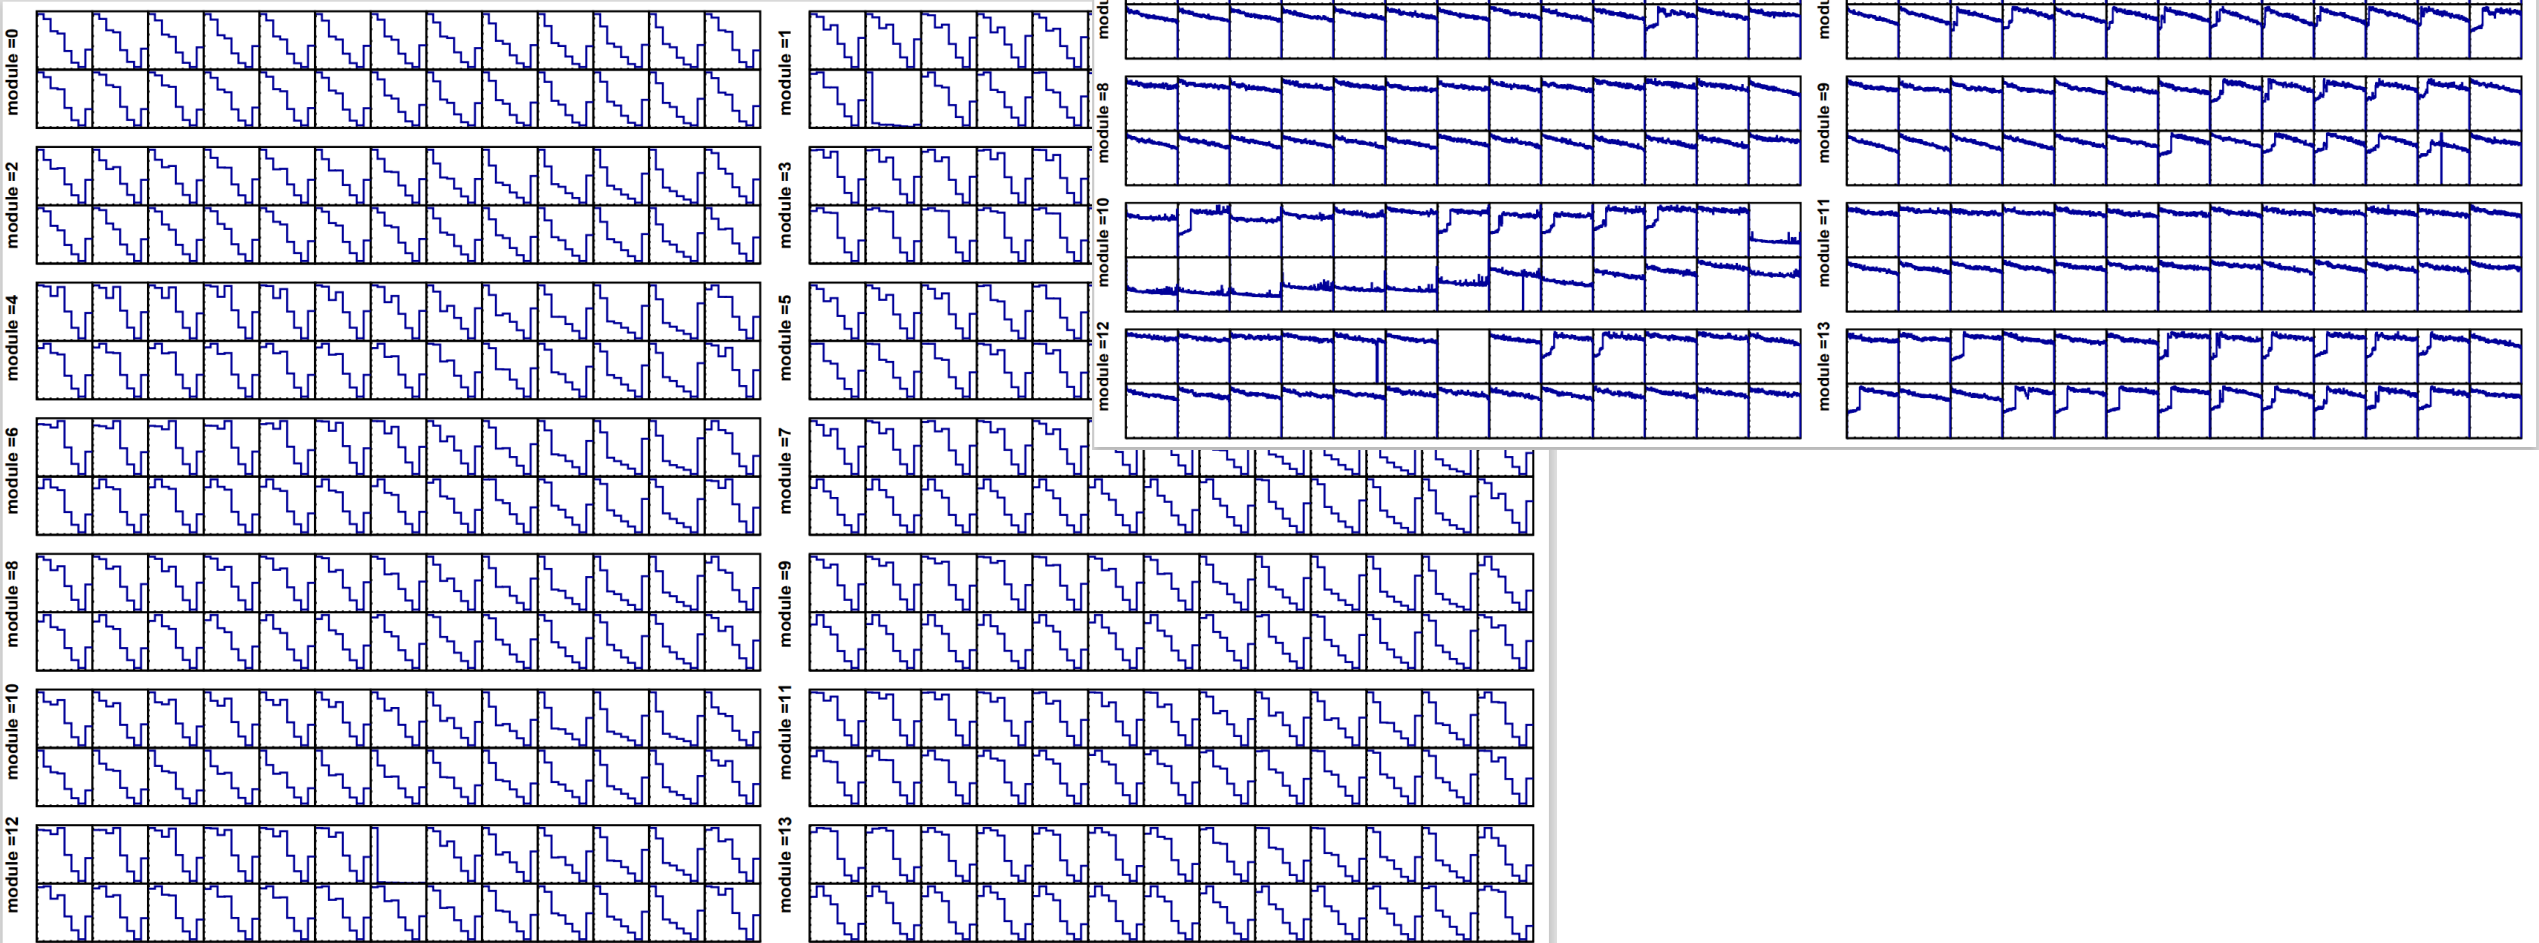 module =0
module =1
module =2
module =3
module =4
module =5
module =6
module =7
module =8
module =9
module =10
module =11
module =12
module =13
modu
modu
module =8
module =9
module =10
module =11
module =12
module =13